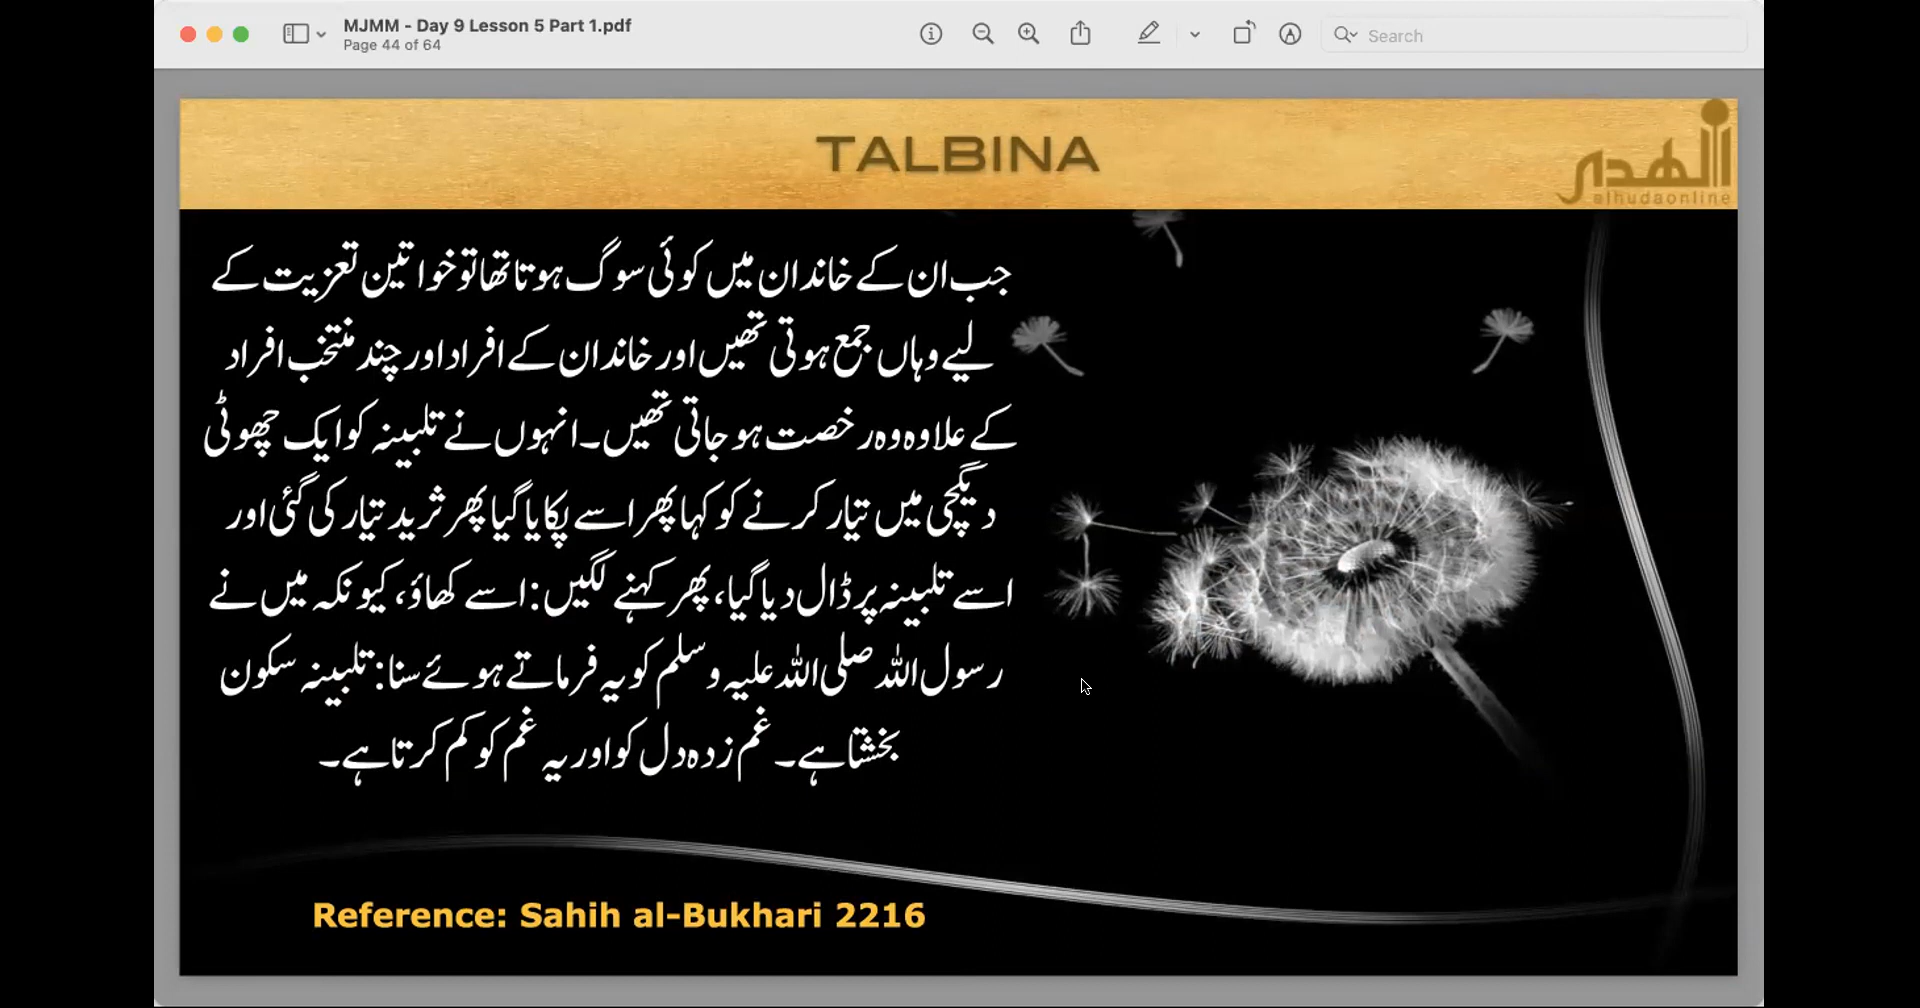 MJMM - Day 9 Lesson 5 Part 1.pdf
Page 44 of 64
Search
TALBINA
الهدى
alhudaonline
جب ان کے خاندان میں کوئی سوگ ہوتا تھا تو خواتین تعزیت کے
لیے وہاں جمع ہوتی تھیں اور خاندان کے افراد اور چند منتخب افراد
کے علاوہ وہ رخصت ہو جاتی تھیں۔ انہوں نے تلبینہ کو ایک چھوٹی
دیگچی میں تیار کرنے کو کہا پھر اسے پکایا گیا پھر ثرید تیار کی گئی اور
اسے تلبینہ پر ڈال دیا گیا، پھر کہنے لگیں: اسے کھاؤ، کیونکہ میں نے
رسول اللہ صلی اللہ علیہ وسلم کو یہ فرماتے ہوئے سنا: تلبینہ سکون
بخشتا ہے۔ غم زدہ دل کو اور یہ غم کو کم کرتا ہے۔
Reference: Sahih al-Bukhari 2216